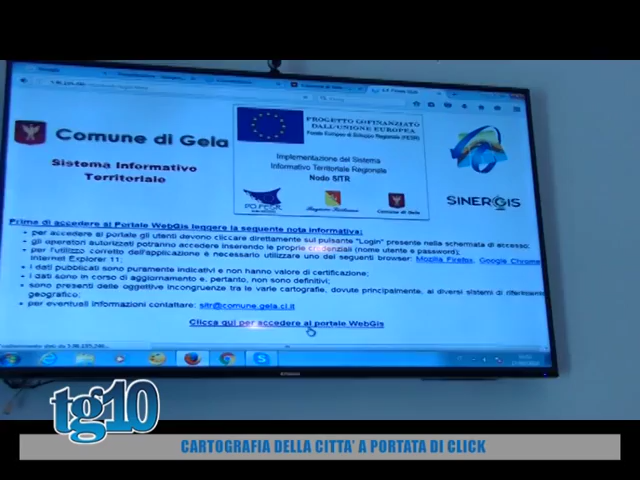 Comune di Gela
Sistema Informativo
Territoriale
PROGETTO COFINANZIATO
DALL'UNIONE EUROPEA
Fondo Europeo di Sviluppo Regionale (FESR)
Implementazione del Sistema
Informativo Territoriale Regionale
Nodo SITR
PO FESR
Regione Siciliana
Comune di Gela
SINERGIS
Prima di accedere al Portale WebGis leggere la seguente nota informativa:
• per accedere al portale gli utenti devono cliccare direttamente sul pulsante "Login" presente nella schermata di accesso;
• gli operatori autorizzati potranno accedere inserendo le proprie credenziali (nome utente e password);
• per l'utilizzo corretto dell'applicazione è necessario utilizzare uno dei seguenti browser: Mozilla Firefox, Google Chrome
Internet Explorer 11;
• i dati pubblicati sono puramente indicativi e non hanno valore di certificazione;
• i dati sono in corso di aggiornamento e, pertanto, non sono definitivi;
• sono presenti delle oggettive incongruenze tra le varie cartografie, dovute principalmente, ai diversi sistemi di riferimento
geografico;
• per eventuali informazioni contattare: sitr@comune.gela.cl.it
Clicca qui per accedere al portale WebGis
tg10
CARTOGRAFIA DELLA CITTA' A PORTATA DI CLICK